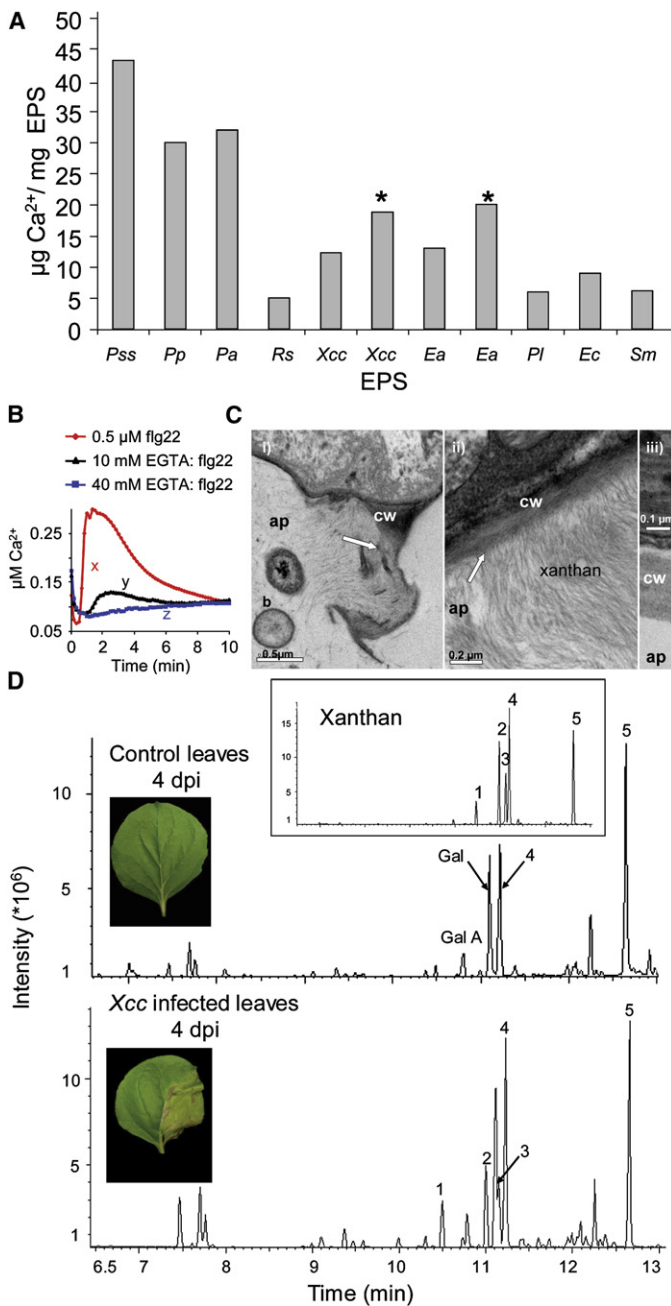 A
µg Ca²⁺/ mg EPS
50
45
40
35
30
25
20
15
10
5
0
* *
Pss Pp Pa Rs Xcc Xcc Ea Ea Pl Ec Sm
EPS
B
0.5 µM flg22
10 mM EGTA: flg22
40 mM EGTA: flg22
µM Ca²⁺
0.25
0.15
0.05
x
y
z
0 2 4 6 8 10
Time (min)
C
i)
ap
cw
b
0.5µm
ii)
cw
xanthan
ap
0.2 µm
iii)
0.1 µm
cw
ap
D
Xanthan
15
10
5
1
1 2 3 4 5
Control leaves
4 dpi
Intensity (*10⁶)
10
5
1
Gal A
Gal
4
5
Xcc infected leaves
4 dpi
10
5
1
1 2 3 4 5
6.5 7 8 9 10 11 12 13
Time (min)